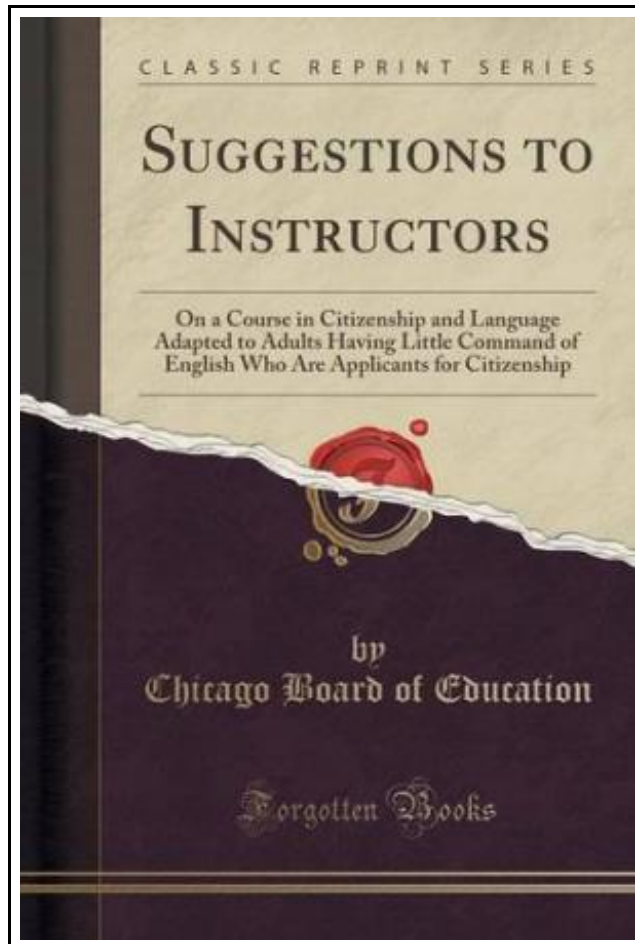 CLASSIC REPRINT SERIES
SUGGESTIONS TO
INSTRUCTORS
On a Course in Citizenship and Language
Adapted to Adults Having Little Command of
English Who Are Applicants for Citizenship
F
by
Chicago Board of Education
Forgotten Books